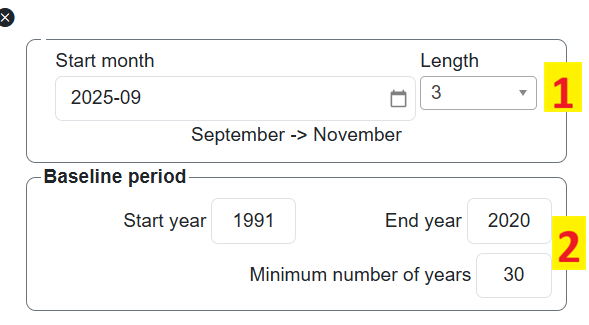 Start month Length
2025-09 3 1
September -> November
Baseline period
Start year 1991 End year 2020 2
Minimum number of years 30